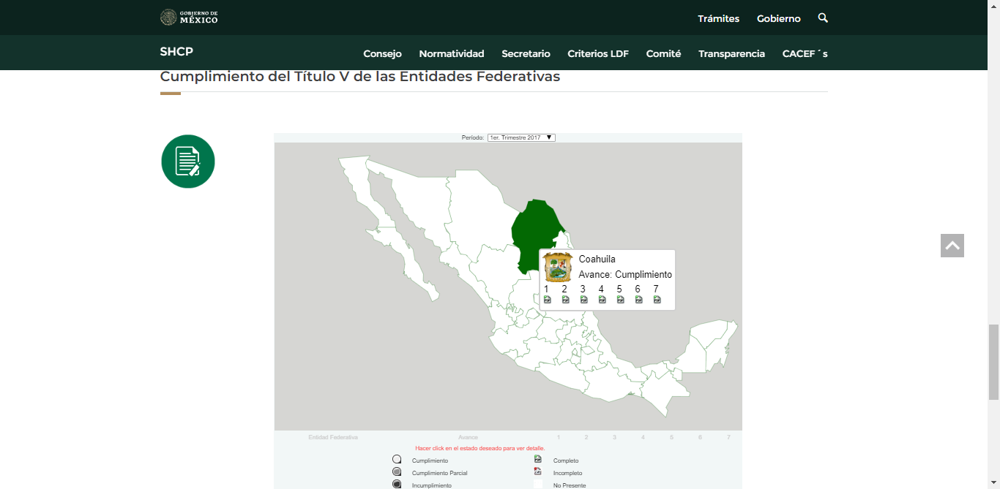 GOBIERNO DE
MÉXICO
Trámites Gobierno
SHCP
Consejo Normatividad Secretario Criterios LDF Comité Transparencia CACEF´s
Cumplimiento del Título V de las Entidades Federativas
Período: 1er. Trimestre 2017
Coahuila
Avance: Cumplimiento
1 2 3 4 5 6 7
Entidad Federativa Avance 1 2 3 4 5 6 7
Hacer click en el estado deseado para ver detalle.
Cumplimiento Completo
Cumplimiento Parcial Incompleto
Incumplimiento No Presente